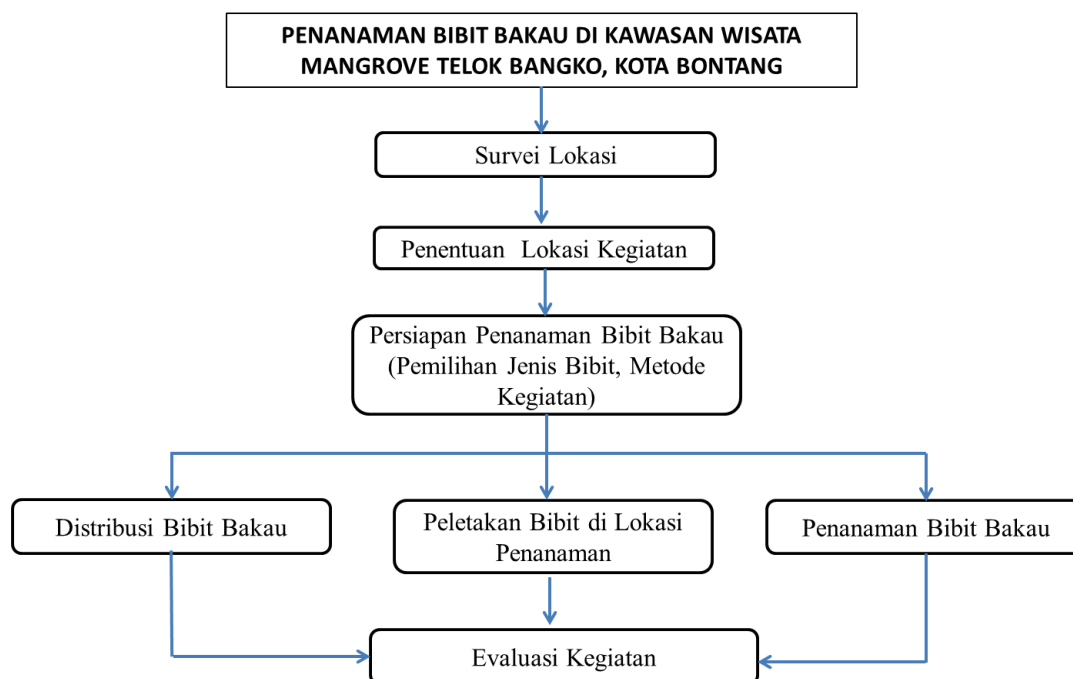 PENANAMAN BIBIT BAKAU DI KAWASAN WISATA
MANGROVE TELOK BANGKO, KOTA BONTANG
Survei Lokasi
Penentuan Lokasi Kegiatan
Persiapan Penanaman Bibit Bakau
(Pemilihan Jenis Bibit, Metode
Kegiatan)
Distribusi Bibit Bakau
Peletakan Bibit di Lokasi
Penanaman
Penanaman Bibit Bakau
Evaluasi Kegiatan